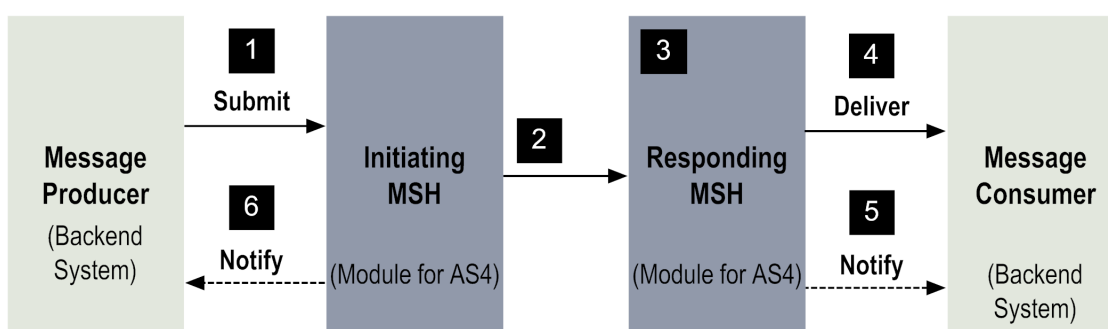 1
Submit
Message
Producer
(Backend
System)
6
Notify
Initiating
MSH
(Module for AS4)
2
3
Responding
MSH
(Module for AS4)
4
Deliver
5
Notify
Message
Consumer
(Backend
System)